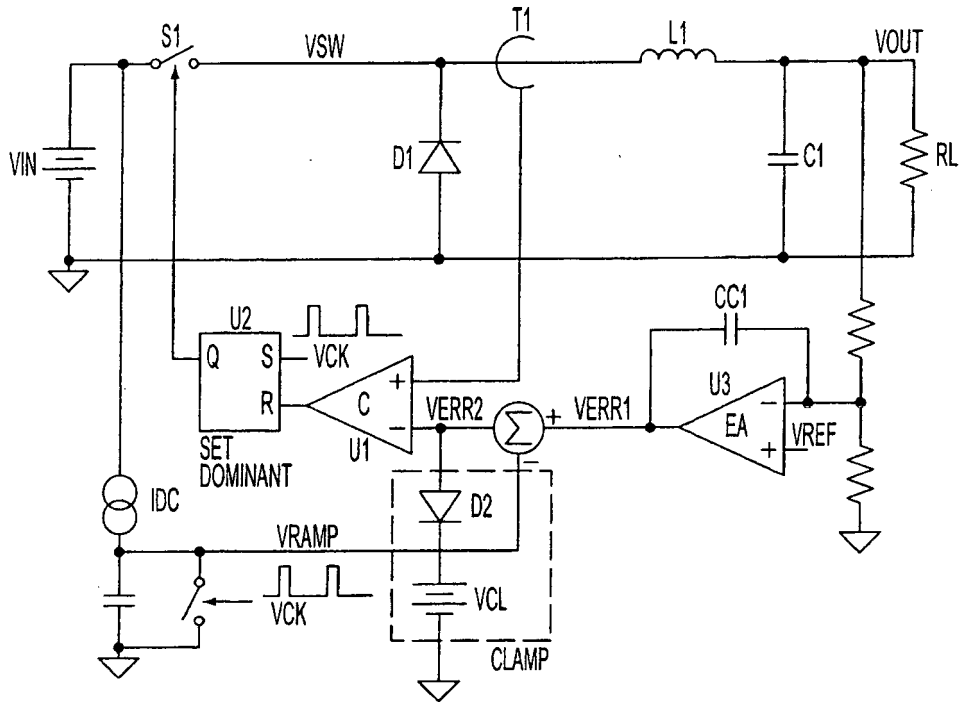 S1
VSW
T1
L1
VOUT
VIN
D1
C1
RL
U2
Q
S
VCK
R
SET
DOMINANT
+
C
−
U1
VERR2
Σ
+
−
VERR1
CC1
U3
EA
−
+
VREF
IDC
VRAMP
D2
VCK
VCL
CLAMP